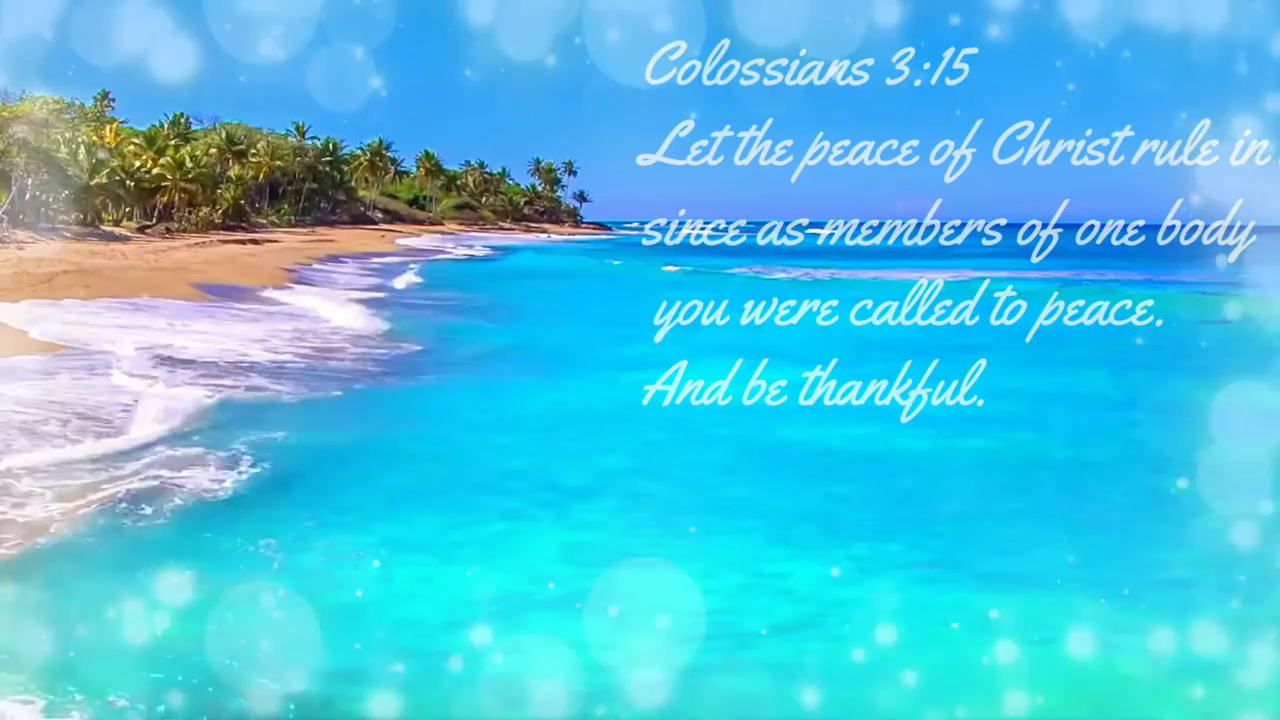 Colossians 3:15
Let the peace of Christ rule in
since as members of one body
you were called to peace.
And be thankful.